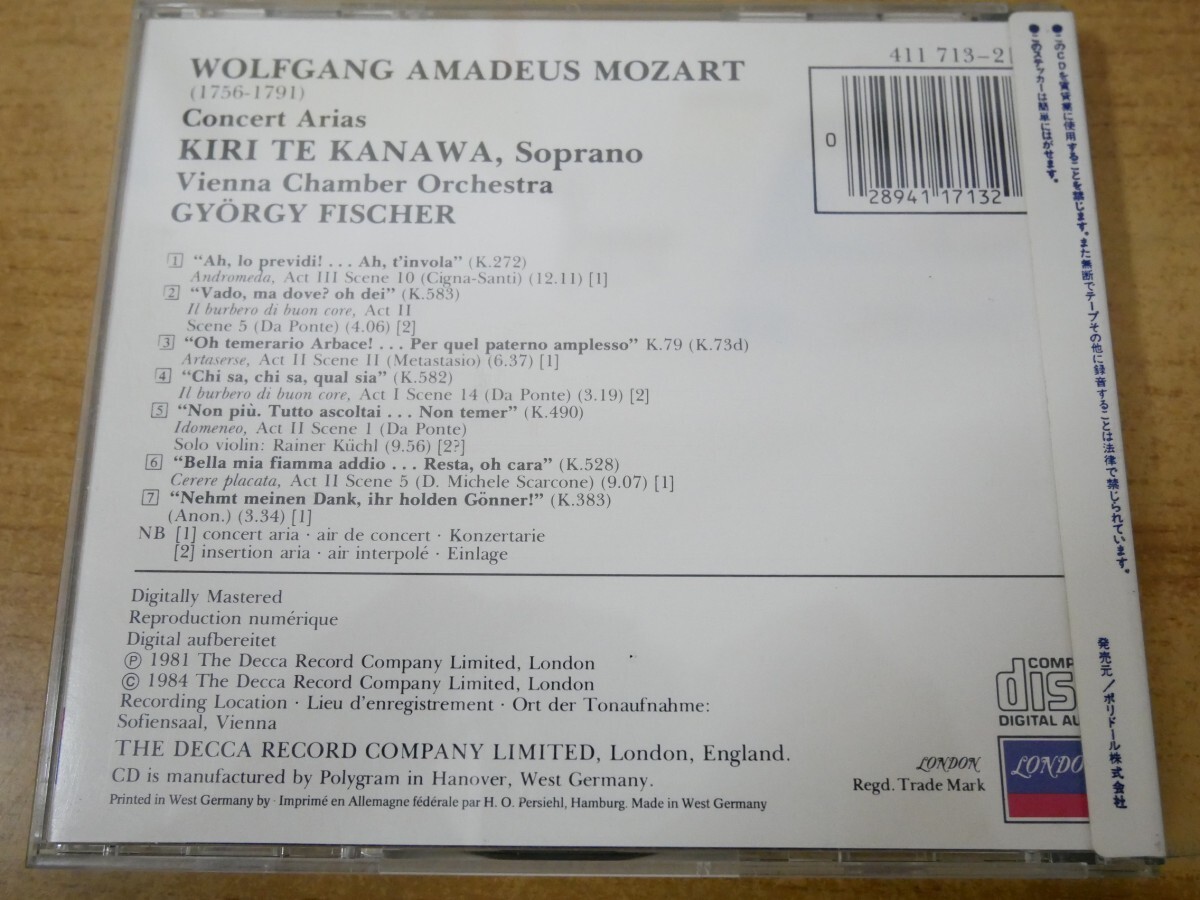 WOLFGANG AMADEUS MOZART
(1756-1791)
Concert Arias
KIRI TE KANAWA, Soprano
Vienna Chamber Orchestra
GYÖRGY FISCHER
411 713-2
0
28941 17132
1 “Ah, lo previdi! . . . Ah, t'invola” (K.272)
Andromeda, Act III Scene 10 (Cigna-Santi) (12.11) [1]
2 “Vado, ma dove? oh dei” (K.583)
Il burbero di buon core, Act II
Scene 5 (Da Ponte) (4.06) [2]
3 “Oh temerario Arbace! . . . Per quel paterno amplesso” K.79 (K.73d)
Artaserse, Act II Scene II (Metastasio) (6.37) [1]
4 “Chi sa, chi sa, qual sia” (K.582)
Il burbero di buon core, Act I Scene 14 (Da Ponte) (3.19) [2]
5 “Non più. Tutto ascoltai . . . Non temer” (K.490)
Idomeneo, Act II Scene 1 (Da Ponte)
Solo violin: Rainer Küchl (9.56) [2?]
6 “Bella mia fiamma addio . . . Resta, oh cara” (K.528)
Cerere placata, Act II Scene 5 (D. Michele Scarcone) (9.07) [1]
7 “Nehmt meinen Dank, ihr holden Gönner!” (K.383)
(Anon.) (3.34) [1]
NB [1] concert aria · air de concert · Konzertarie
[2] insertion aria · air interpolé · Einlage
Digitally Mastered
Reproduction numérique
Digital aufbereitet
Ⓟ 1981 The Decca Record Company Limited, London
© 1984 The Decca Record Company Limited, London
Recording Location · Lieu d'enregistrement · Ort der Tonaufnahme:
Sofiensaal, Vienna
THE DECCA RECORD COMPANY LIMITED, London, England.
CD is manufactured by Polygram in Hanover, West Germany.
Printed in West Germany by · Imprimé en Allemagne fédérale par H. O. Persiehl, Hamburg. Made in West Germany
COMP
dis
DIGITAL AU
LONDON
Regd. Trade Mark
LONDO
●このCDを賃貸業に使用することを禁じます。また無断でテープその他に録音することは法律で禁じられています。
●このステッカーは簡単にはがせます。
発売元/ポリドール株式会社